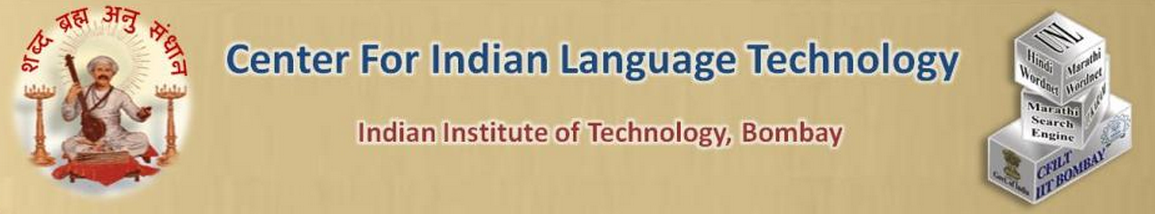 शब्द ब्रह्म अनु संधान
Center For Indian Language Technology
Indian Institute of Technology, Bombay
UNL
Hindi Wordnet
Marathi Wordnet
Marathi Search Engine
Govt. of India
CFILT
IIT BOMBAY